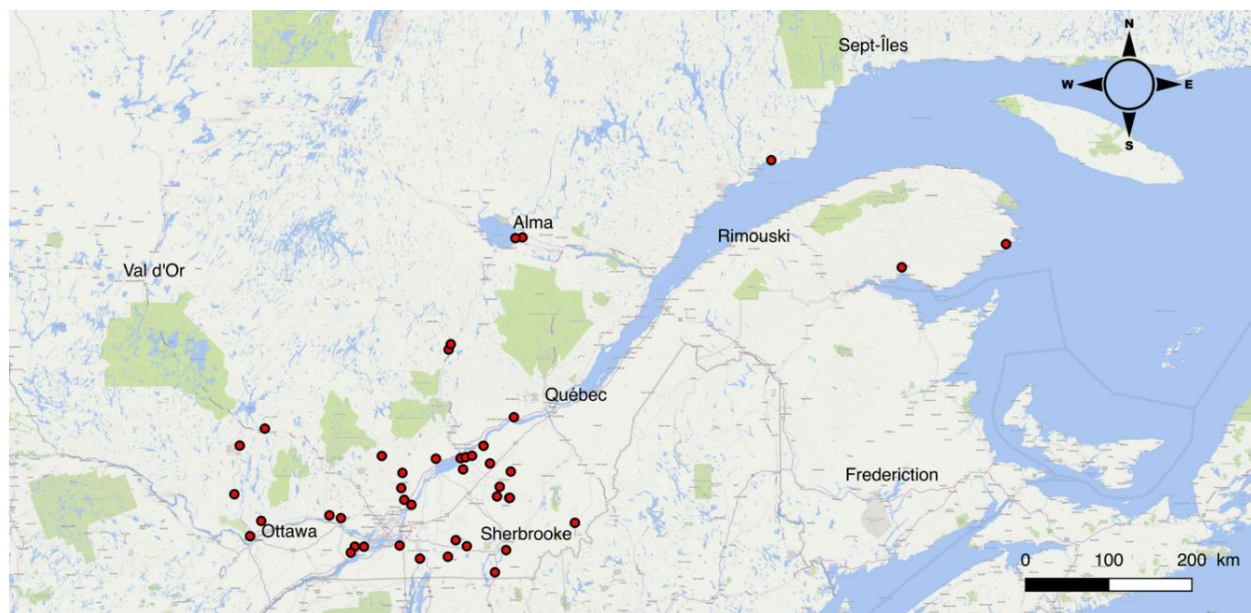 N
Sept-Îles
W E
S
Alma
Rimouski
Val d'Or
Québec
Frederiction
Ottawa
Sherbrooke
0 100 200 km